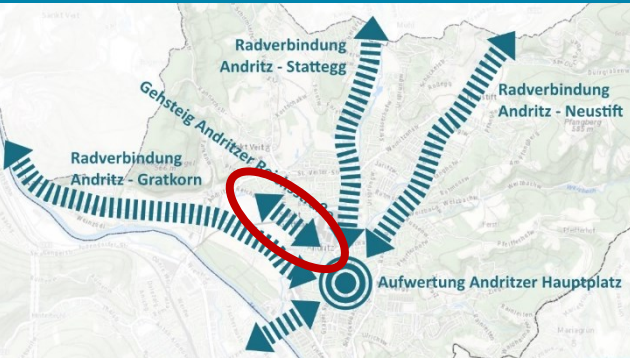 Radverbindung
Andritz - Stattegg
Radverbindung
Andritz - Neustift
Gehsteig Andritzer
Radverbindung
Andritz - Gratkorn
Aufwertung Andritzer Hauptplatz